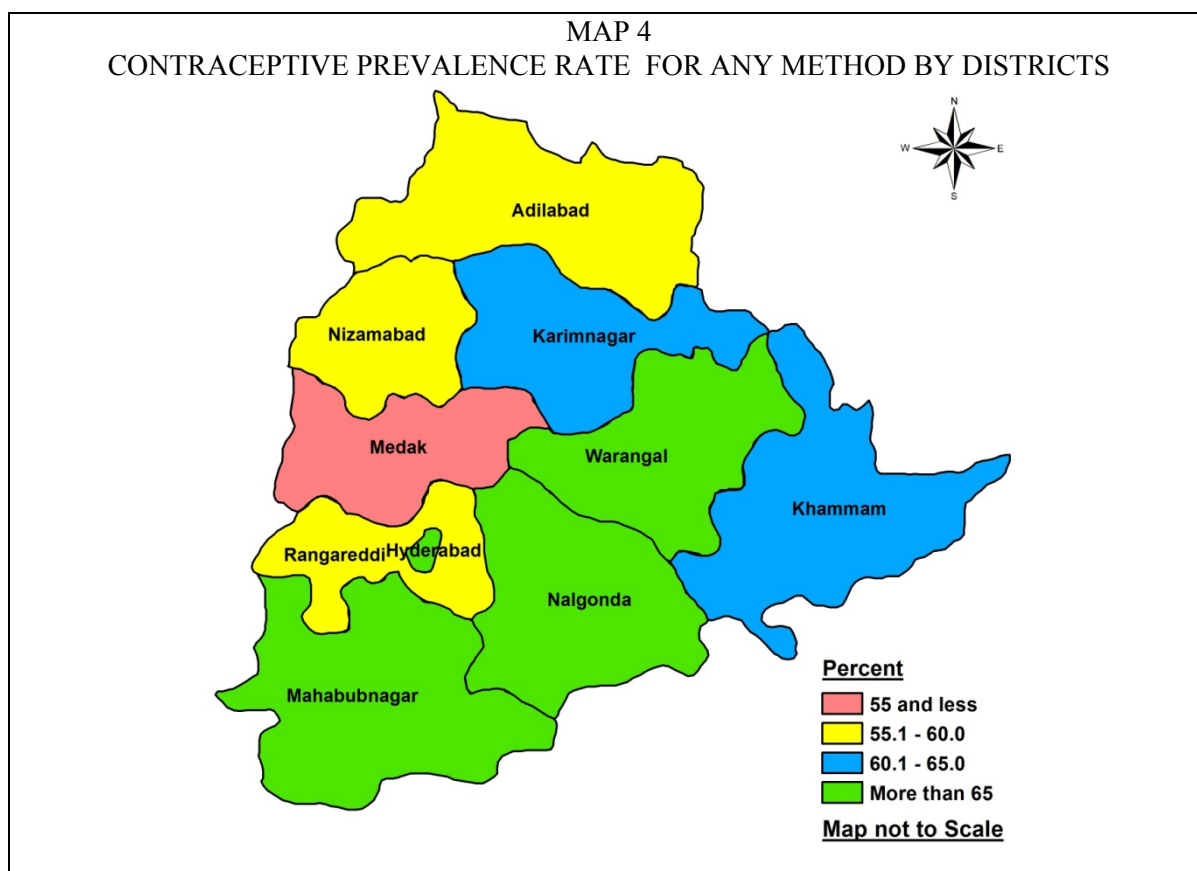 MAP 4
CONTRACEPTIVE PREVALENCE RATE FOR ANY METHOD BY DISTRICTS
N
W E
S
Adilabad
Nizamabad
Karimnagar
Medak
Warangal
Khammam
Rangareddi
Hyderabad
Nalgonda
Mahabubnagar
Percent
55 and less
55.1 - 60.0
60.1 - 65.0
More than 65
Map not to Scale